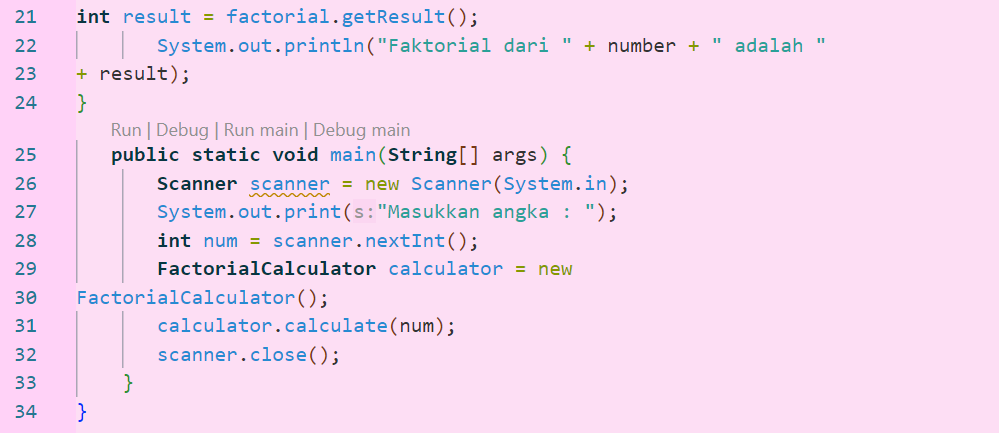 21 int result = factorial.getResult();
22 System.out.println("Faktorial dari " + number + " adalah "
23 + result);
24 }
Run | Debug | Run main | Debug main
25 public static void main(String[] args) {
26 Scanner scanner = new Scanner(System.in);
27 System.out.print(s:"Masukkan angka : ");
28 int num = scanner.nextInt();
29 FactorialCalculator calculator = new
30 FactorialCalculator();
31 calculator.calculate(num);
32 scanner.close();
33 }
34 }